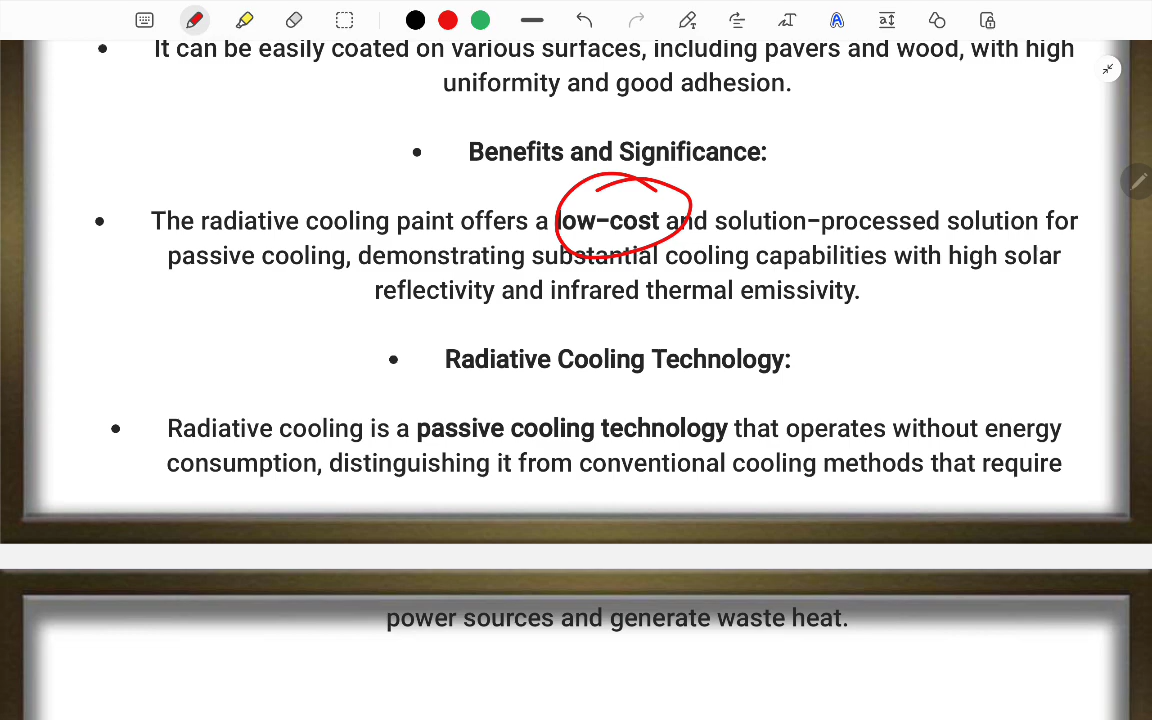 It can be easily coated on various surfaces, including pavers and wood, with high
uniformity and good adhesion.
Benefits and Significance:
The radiative cooling paint offers a low-cost and solution-processed solution for
passive cooling, demonstrating substantial cooling capabilities with high solar
reflectivity and infrared thermal emissivity.
Radiative Cooling Technology:
Radiative cooling is a passive cooling technology that operates without energy
consumption, distinguishing it from conventional cooling methods that require
power sources and generate waste heat.